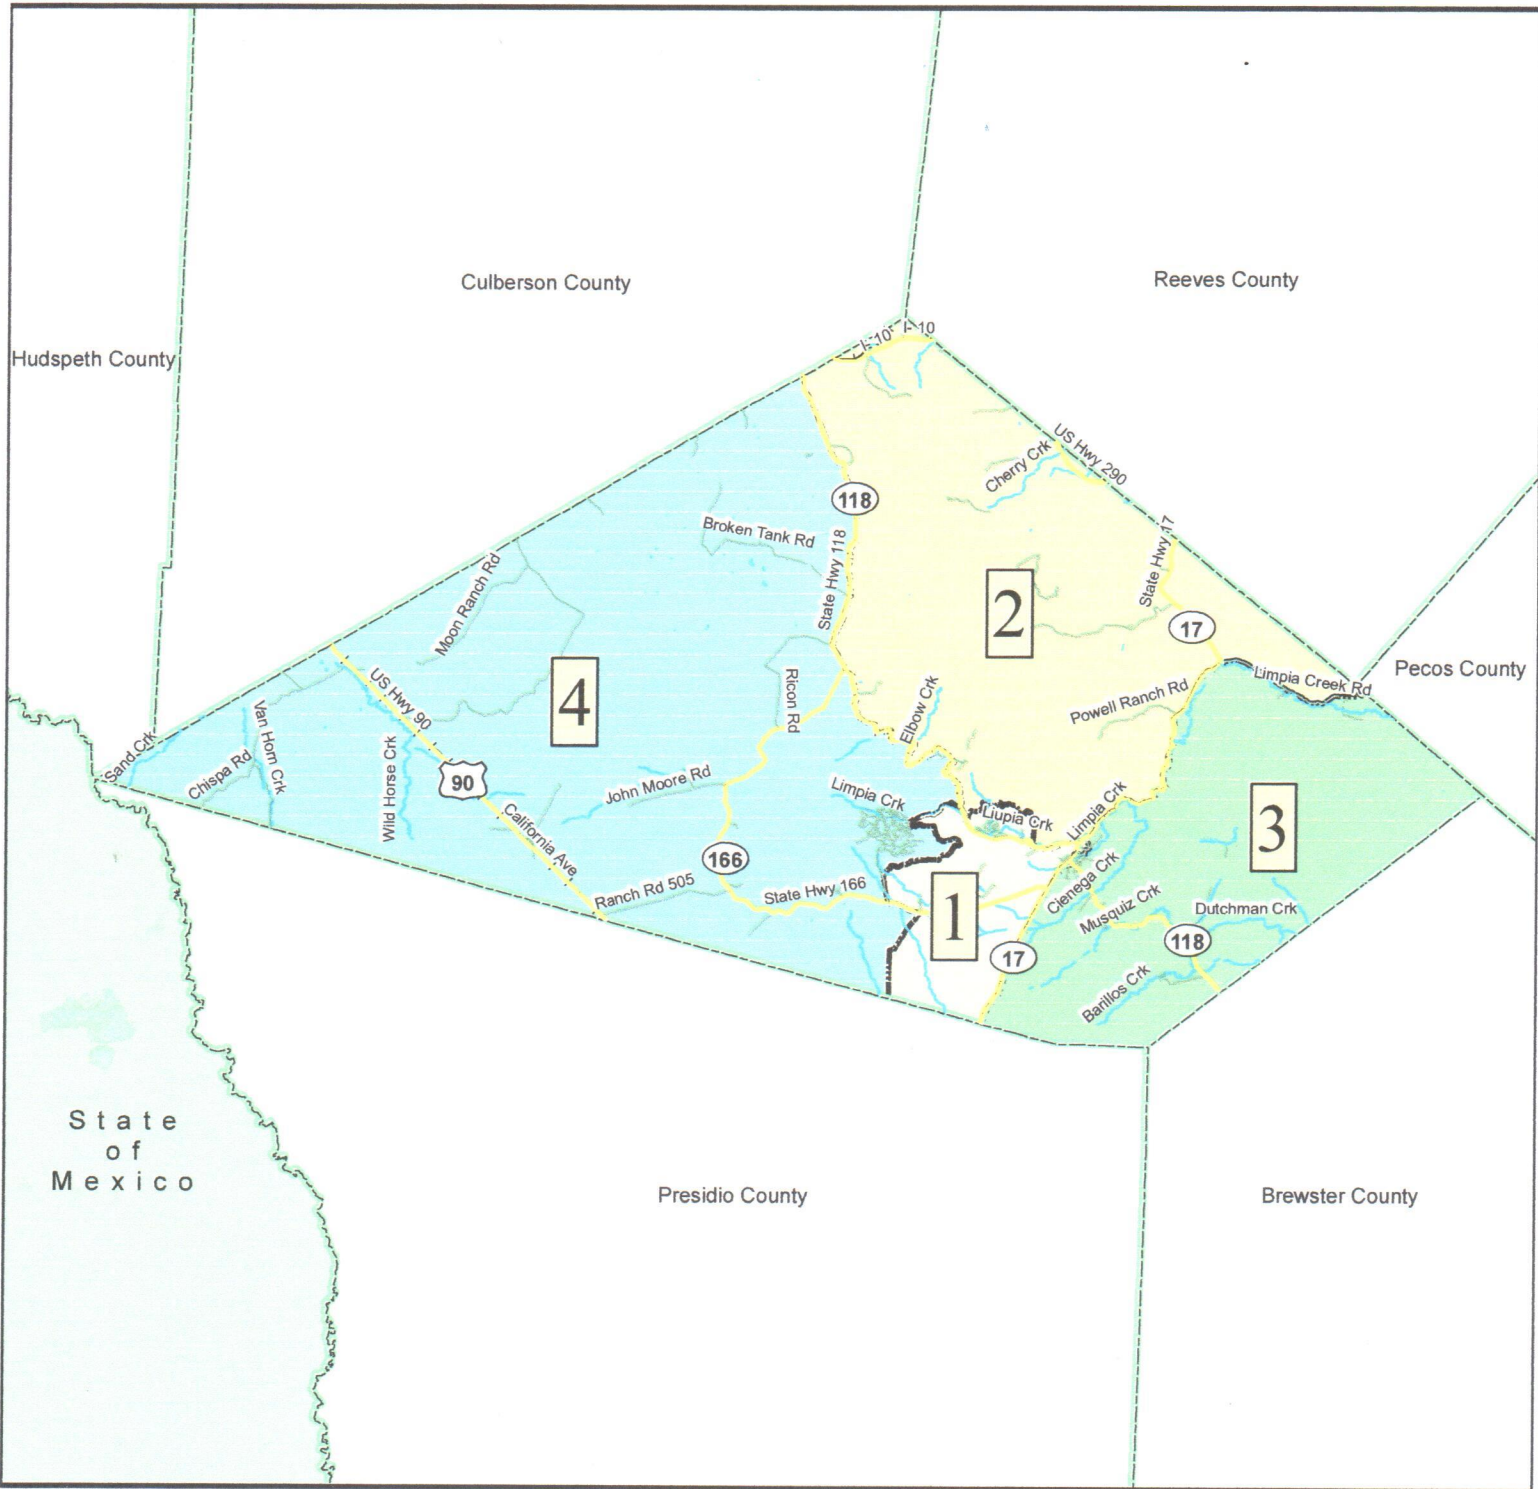 Culberson County
Reeves County
Hudspeth County
I- 10
I- 10
US Hwy 290
Cherry Crk
118
Broken Tank Rd
State Hwy 118
State Hwy 17
Moon Ranch Rd
2
17
Pecos County
Limpia Creek Rd
4
Ricon Rd
Powell Ranch Rd
US Hwy 90
Elbow Crk
Van Horn Crk
Sand Crk
Chispa Rd
90
Wild Horse Crk
John Moore Rd
Limpia Crk
Liupia Crk
Limpia Crk
3
California Ave
166
Ranch Rd 505
State Hwy 166
1
Cienega Crk
Musquiz Crk
Dutchman Crk
118
17
Barillos Crk
State
of
Mexico
Presidio County
Brewster County